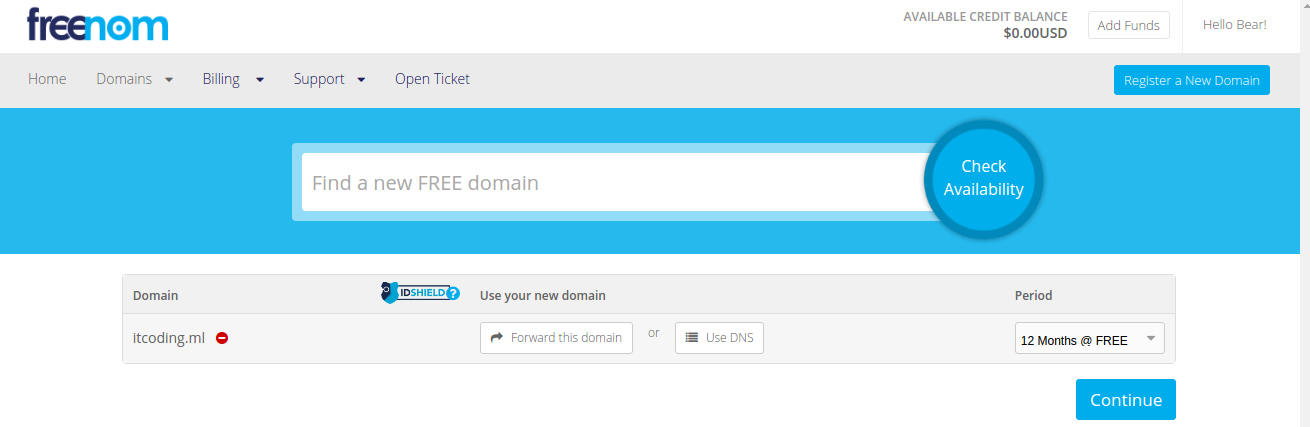 freenom
AVAILABLE CREDIT BALANCE
$0.00USD
Add Funds
Hello Bear!
Home Domains Billing Support Open Ticket
Register a New Domain
Find a new FREE domain
Check
Availability
Domain IDSHIELD ? Use your new domain Period
itcoding.ml Forward this domain or Use DNS 12 Months @ FREE
Continue